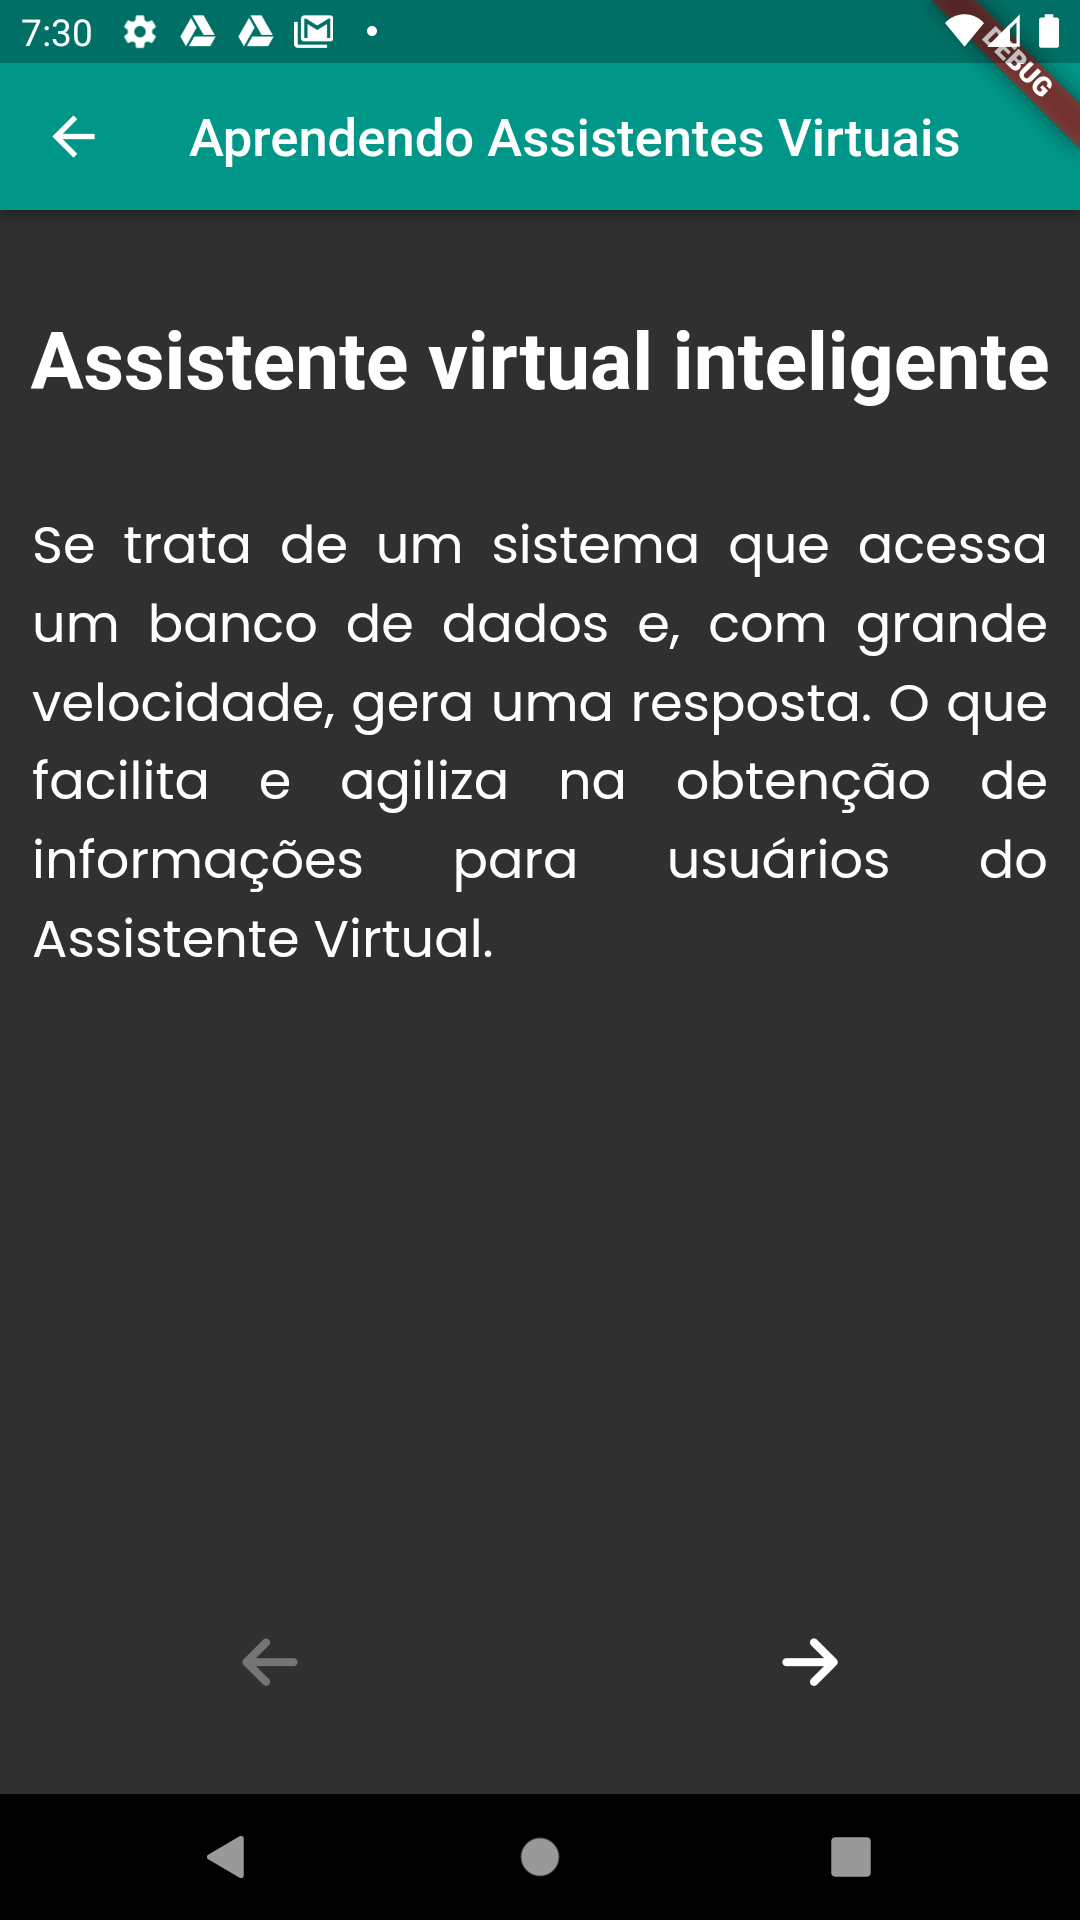 7:30
DEBUG
Aprendendo Assistentes Virtuais
Assistente virtual inteligente
Se trata de um sistema que acessa
um banco de dados e, com grande
velocidade, gera uma resposta. O que
facilita e agiliza na obtenção de
informações para usuários do
Assistente Virtual.